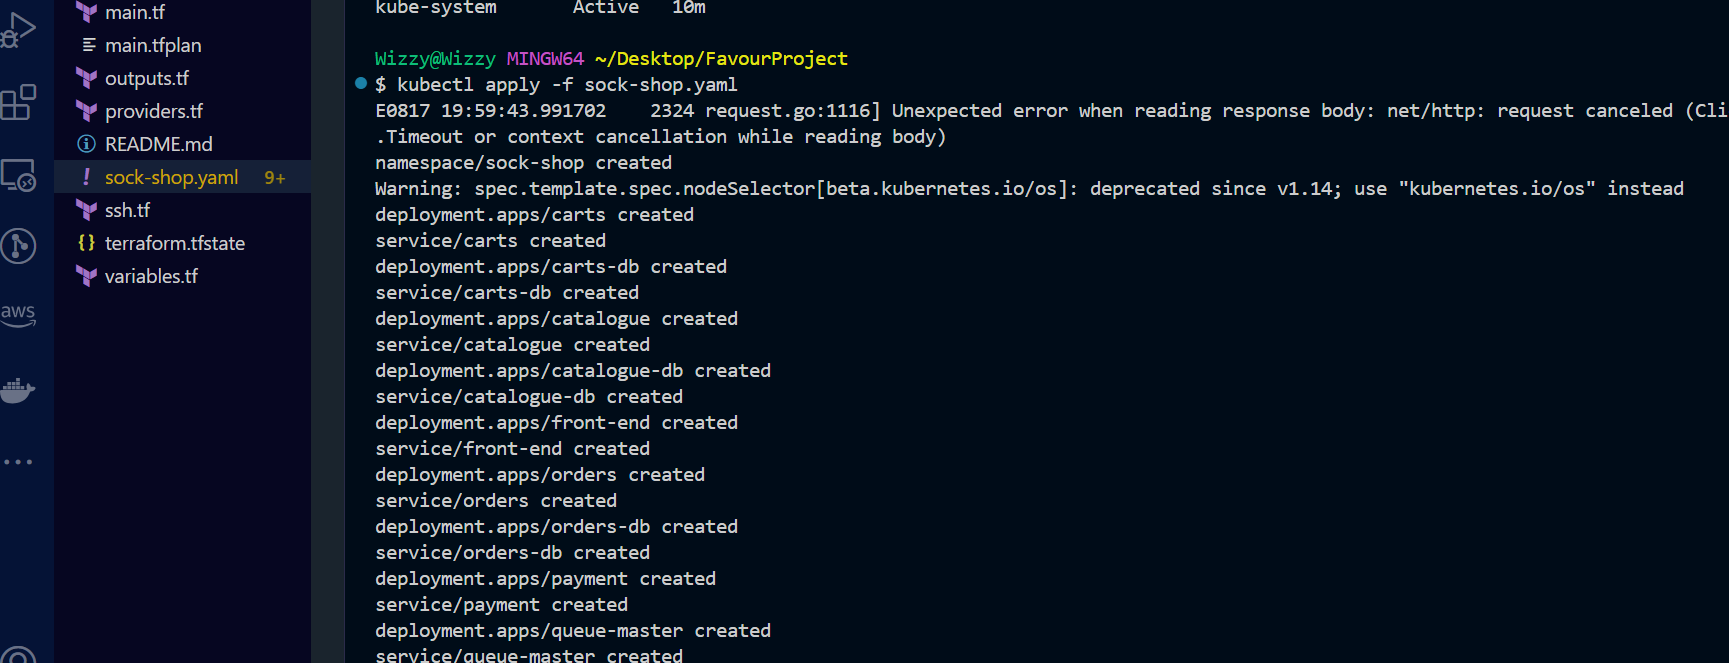 main.tf
main.tfplan
outputs.tf
providers.tf
README.md
sock-shop.yaml 9+
ssh.tf
terraform.tfstate
variables.tf
aws
kube-system Active 10m
Wizzy@Wizzy MINGW64 ~/Desktop/FavourProject
$ kubectl apply -f sock-shop.yaml
E0817 19:59:43.991702 2324 request.go:1116] Unexpected error when reading response body: net/http: request canceled (Cli
.Timeout or context cancellation while reading body)
namespace/sock-shop created
Warning: spec.template.spec.nodeSelector[beta.kubernetes.io/os]: deprecated since v1.14; use "kubernetes.io/os" instead
deployment.apps/carts created
service/carts created
deployment.apps/carts-db created
service/carts-db created
deployment.apps/catalogue created
service/catalogue created
deployment.apps/catalogue-db created
service/catalogue-db created
deployment.apps/front-end created
service/front-end created
deployment.apps/orders created
service/orders created
deployment.apps/orders-db created
service/orders-db created
deployment.apps/payment created
service/payment created
deployment.apps/queue-master created
service/queue-master created